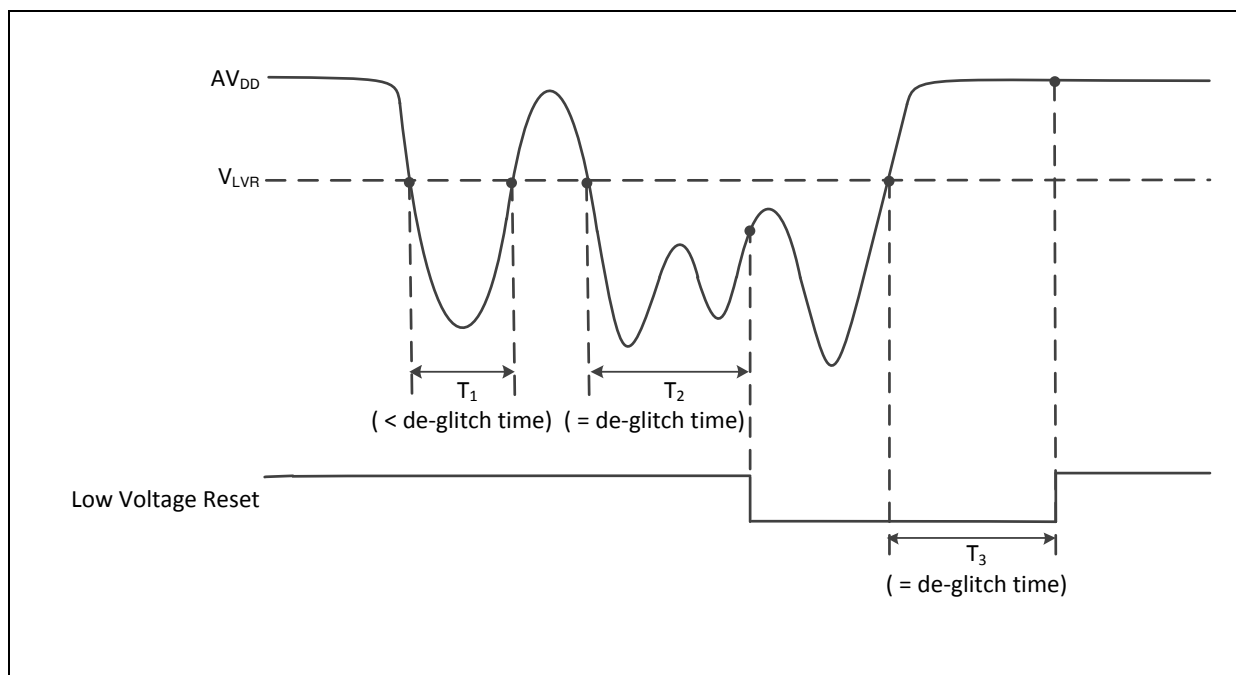 AVDD
VLVR
T1
( < de-glitch time)
T2
( = de-glitch time)
Low Voltage Reset
T3
( = de-glitch time)